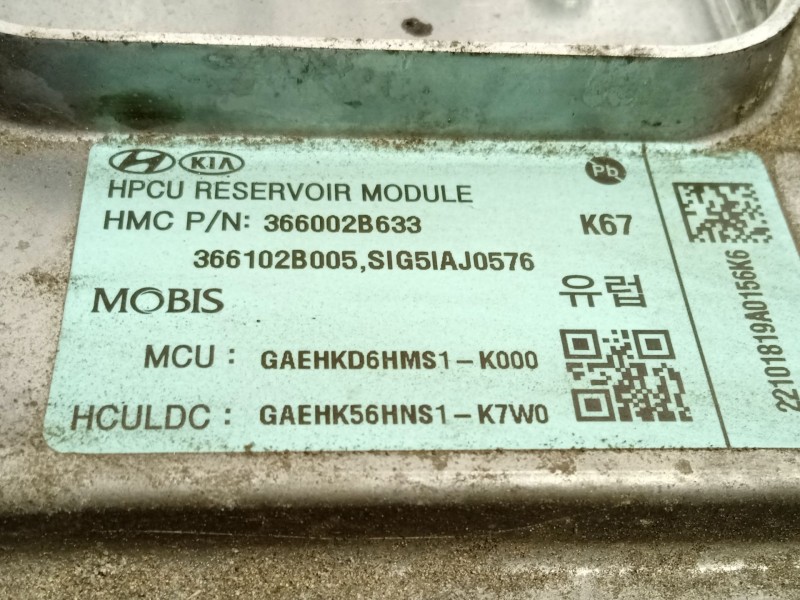 KIA
Pb
HPCU RESERVOIR MODULE
HMC P/N: 366002B633 K67
366102B005,SIG5IAJ0576
MOBIS 유럽
MCU : GAEHKD6HMS1-K000
HCULDC : GAEHK56HNS1-K7W0
22101819A0156K6